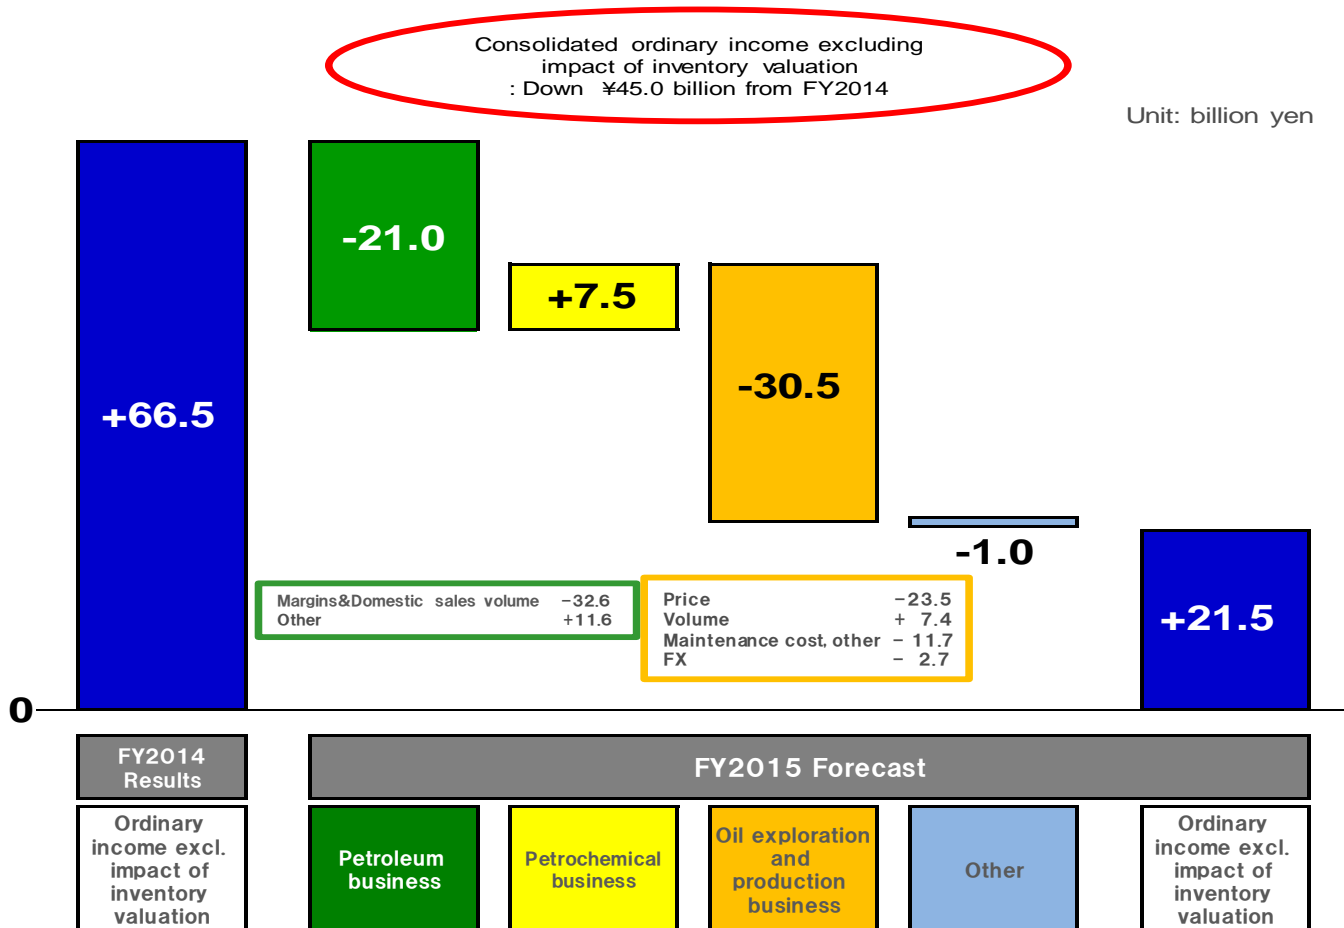 Consolidated ordinary income excluding
impact of inventory valuation
: Down ¥45.0 billion from FY2014
Unit: billion yen
+66.5
-21.0
+7.5
-30.5
-1.0
+21.5
Margins&Domestic sales volume −32.6
Other +11.6
Price −23.5
Volume + 7.4
Maintenance cost, other − 11.7
FX − 2.7
0
FY2014
Results
FY2015 Forecast
Ordinary
income excl.
impact of
inventory
valuation
Petroleum
business
Petrochemical
business
Oil exploration
and
production
business
Other
Ordinary
income excl.
impact of
inventory
valuation